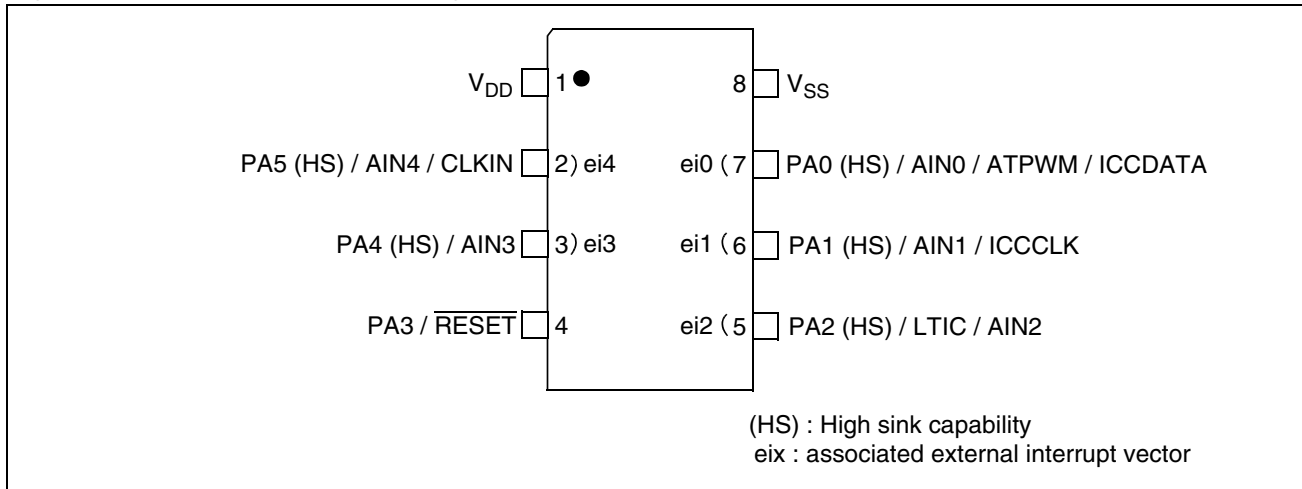 V_DD 1 8 V_SS
PA5 (HS) / AIN4 / CLKIN 2) ei4 ei0 (7 PA0 (HS) / AIN0 / ATPWM / ICCDATA
PA4 (HS) / AIN3 3) ei3 ei1 (6 PA1 (HS) / AIN1 / ICCCLK
PA3 / RESET 4 ei2 (5 PA2 (HS) / LTIC / AIN2
(HS) : High sink capability
eix : associated external interrupt vector